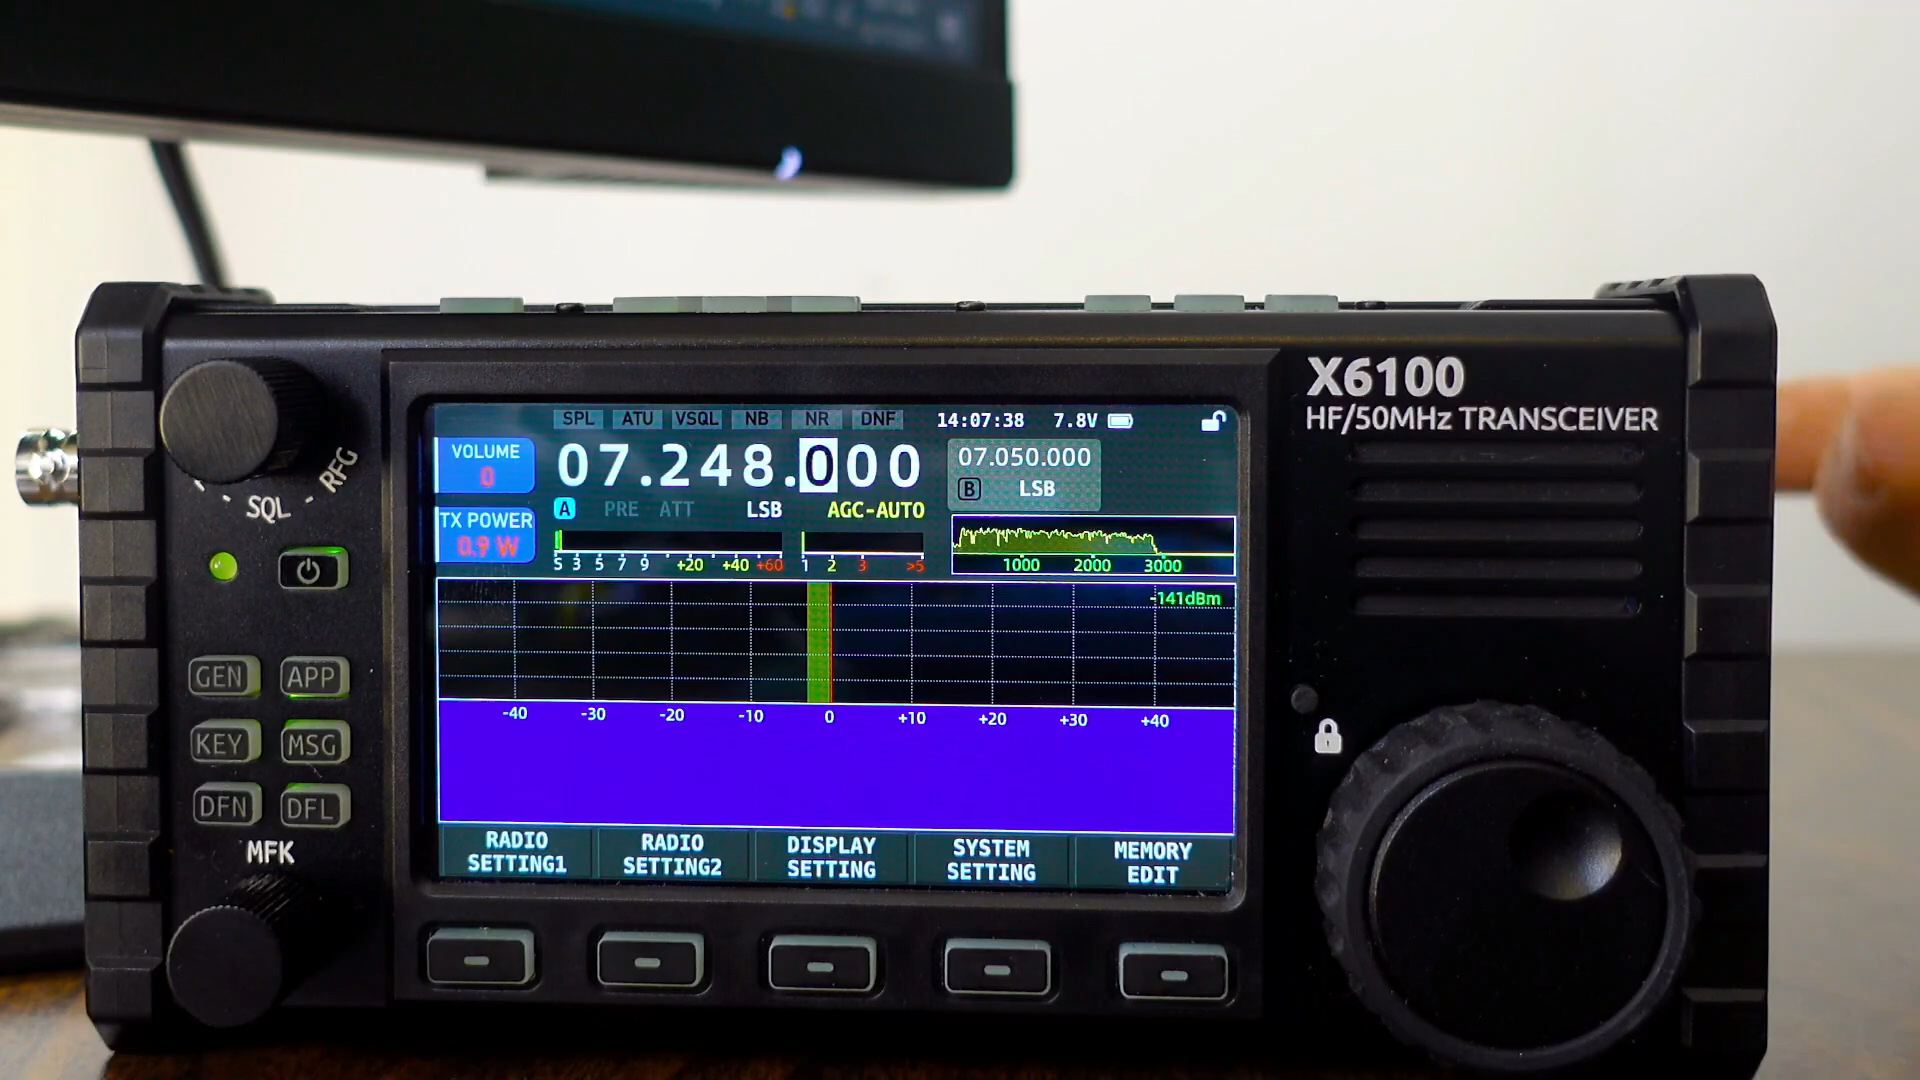 X6100
HF/50MHz TRANSCEIVER
RFG
SQL
SPL ATU VSQL NB NR DNF 14:07:38 7.8V
VOLUME
0
07.248.000
07.050.000
B LSB
A PRE ATT LSB AGC-AUTO
TX POWER
0.9 W
S 3 5 7 9 +20 +40 +60 1 2 3 >5
1000 2000 3000
-141dBm
-40 -30 -20 -10 0 +10 +20 +30 +40
GEN APP
KEY MSG
DFN DFL
MFK
RADIO SETTING1
RADIO SETTING2
DISPLAY SETTING
SYSTEM SETTING
MEMORY EDIT